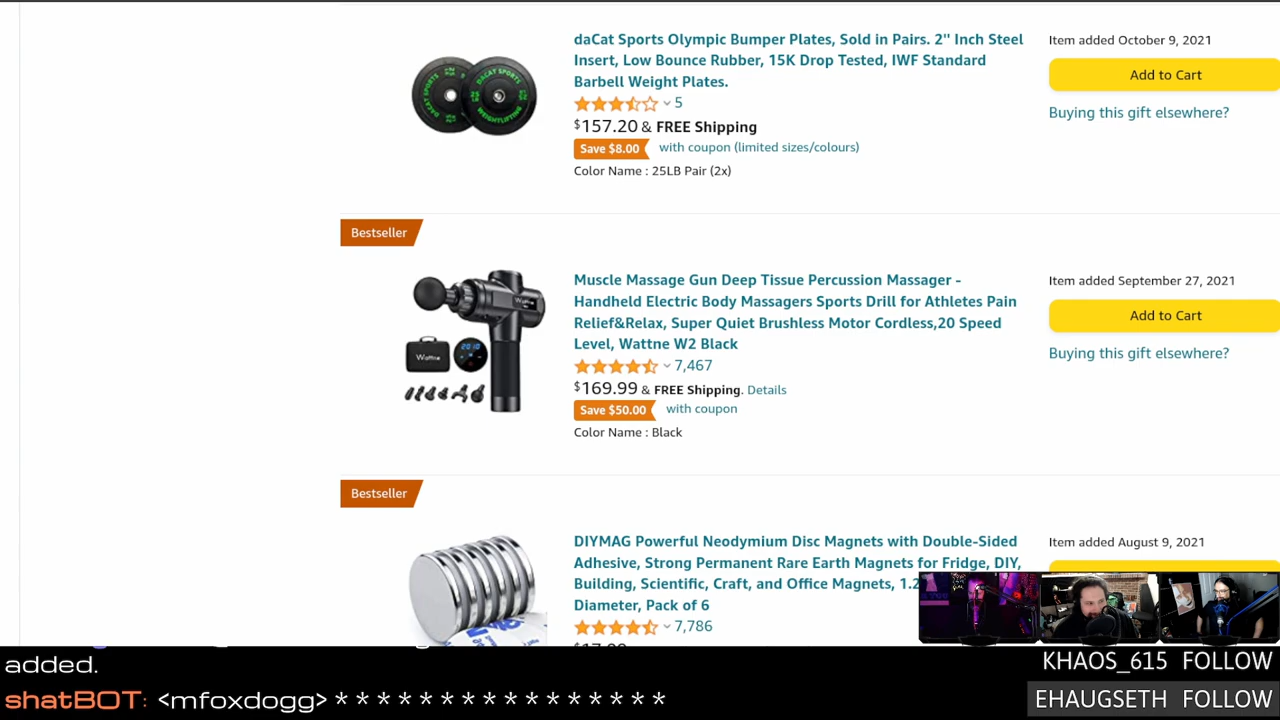 daCat Sports Olympic Bumper Plates, Sold in Pairs. 2'' Inch Steel
Insert, Low Bounce Rubber, 15K Drop Tested, IWF Standard
Barbell Weight Plates.
5
$157.20 & FREE Shipping
Save $8.00 with coupon (limited sizes/colours)
Color Name : 25LB Pair (2x)
Item added October 9, 2021
Add to Cart
Buying this gift elsewhere?
DACAT SPORTS
WEIGHTLIFTING
Bestseller
Muscle Massage Gun Deep Tissue Percussion Massager -
Handheld Electric Body Massagers Sports Drill for Athletes Pain
Relief&Relax, Super Quiet Brushless Motor Cordless,20 Speed
Level, Wattne W2 Black
7,467
$169.99 & FREE Shipping. Details
Save $50.00 with coupon
Color Name : Black
Item added September 27, 2021
Add to Cart
Buying this gift elsewhere?
Wattne
Wattne
Bestseller
DIYMAG Powerful Neodymium Disc Magnets with Double-Sided
Adhesive, Strong Permanent Rare Earth Magnets for Fridge, DIY,
Building, Scientific, Craft, and Office Magnets, 1.2
Diameter, Pack of 6
7,786
Item added August 9, 2021
added.
shatBOT: <mfoxdogg> * * * * * * * * * * * * * * * *
KHAOS_615 FOLLOW
EHAUGSETH FOLLOW